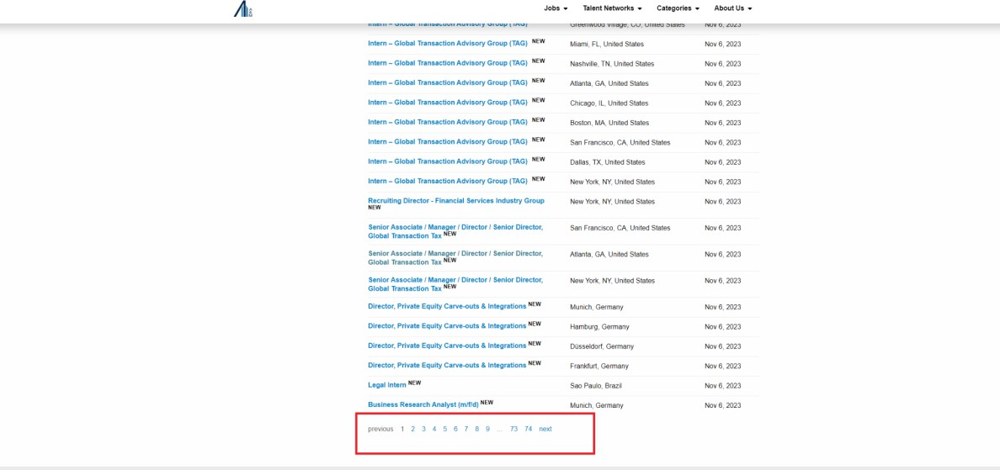 Jobs Talent Networks Categories About Us
Intern – Global Transaction Advisory Group (TAG) Greenwood Village, CO, United States Nov 6, 2023
Intern – Global Transaction Advisory Group (TAG) NEW Miami, FL, United States Nov 6, 2023
Intern – Global Transaction Advisory Group (TAG) NEW Nashville, TN, United States Nov 6, 2023
Intern – Global Transaction Advisory Group (TAG) NEW Atlanta, GA, United States Nov 6, 2023
Intern – Global Transaction Advisory Group (TAG) NEW Chicago, IL, United States Nov 6, 2023
Intern – Global Transaction Advisory Group (TAG) NEW Boston, MA, United States Nov 6, 2023
Intern – Global Transaction Advisory Group (TAG) NEW San Francisco, CA, United States Nov 6, 2023
Intern – Global Transaction Advisory Group (TAG) NEW Dallas, TX, United States Nov 6, 2023
Intern – Global Transaction Advisory Group (TAG) NEW New York, NY, United States Nov 6, 2023
Recruiting Director - Financial Services Industry Group New York, NY, United States Nov 6, 2023
NEW
Senior Associate / Manager / Director / Senior Director, San Francisco, CA, United States Nov 6, 2023
Global Transaction Tax NEW
Senior Associate / Manager / Director / Senior Director, Atlanta, GA, United States Nov 6, 2023
Global Transaction Tax NEW
Senior Associate / Manager / Director / Senior Director, New York, NY, United States Nov 6, 2023
Global Transaction Tax NEW
Director, Private Equity Carve-outs & Integrations NEW Munich, Germany Nov 6, 2023
Director, Private Equity Carve-outs & Integrations NEW Hamburg, Germany Nov 6, 2023
Director, Private Equity Carve-outs & Integrations NEW Düsseldorf, Germany Nov 6, 2023
Director, Private Equity Carve-outs & Integrations NEW Frankfurt, Germany Nov 6, 2023
Legal Intern NEW Sao Paulo, Brazil Nov 6, 2023
Business Research Analyst (m/f/d) NEW Munich, Germany Nov 6, 2023
previous 1 2 3 4 5 6 7 8 9 … 73 74 next